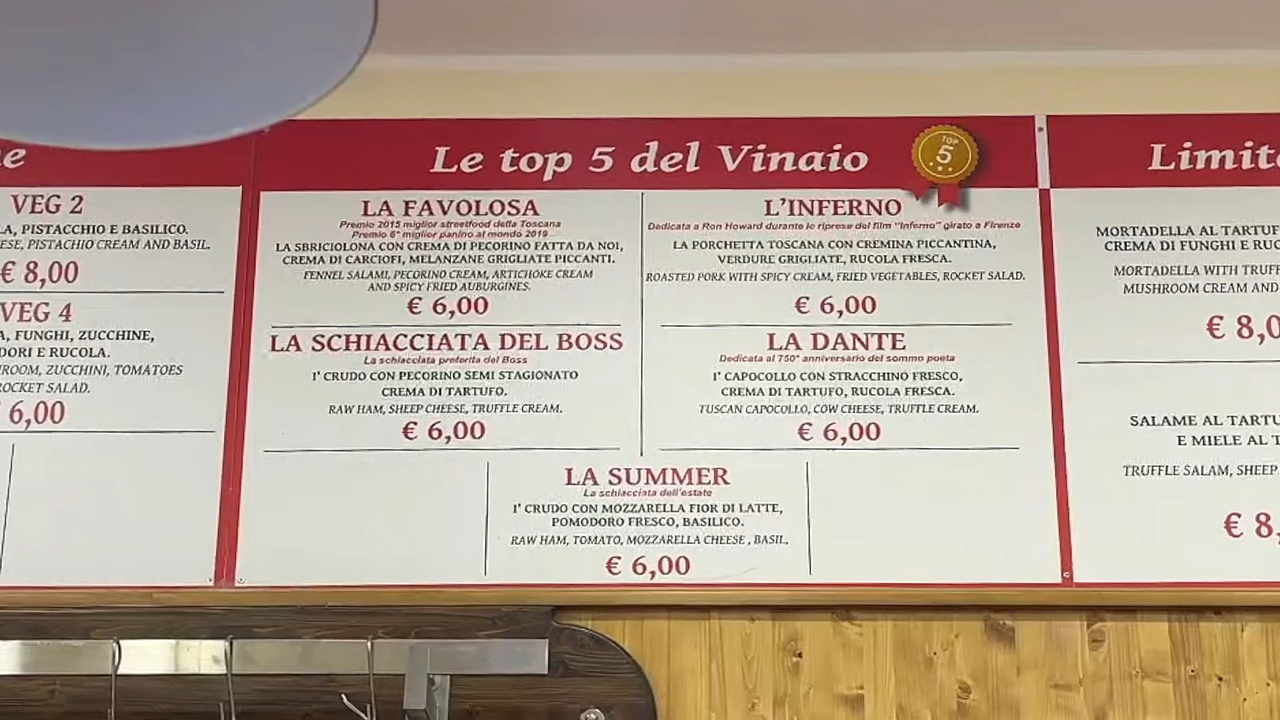 VEG 2
PISTACCHIO E BASILICO.
PISTACHIO CREAM AND BASIL.
€ 8,00
VEG 4
FUNGHI, ZUCCHINE,
E RUCOLA.
ZUCCHINI, TOMATOES
ROCKET SALAD.
6,00
Le top 5 del Vinaio
TOP
5
LA FAVOLOSA
Premio 2015 miglior streetfood della Toscana
Premio 6° miglior panino al mondo 2019
LA SBRICIOLONA CON CREMA DI PECORINO FATTA DA NOI,
CREMA DI CARCIOFI, MELANZANE GRIGLIATE PICCANTI.
FENNEL SALAMI, PECORINO CREAM, ARTICHOKE CREAM
AND SPICY FRIED AUBURGINES.
€ 6,00
L'INFERNO
Dedicata a Ron Howard durante le riprese del film "Inferno" girato a Firenze
LA PORCHETTA TOSCANA CON CREMINA PICCANTINA,
VERDURE GRIGLIATE, RUCOLA FRESCA.
ROASTED PORK WITH SPICY CREAM, FRIED VEGETABLES, ROCKET SALAD.
€ 6,00
LA SCHIACCIATA DEL BOSS
La schiacciata preferita del Boss
I' CRUDO CON PECORINO SEMI STAGIONATO
CREMA DI TARTUFO.
RAW HAM, SHEEP CHEESE, TRUFFLE CREAM.
€ 6,00
LA DANTE
Dedicata al 750° anniversario del sommo poeta
I' CAPOCOLLO CON STRACCHINO FRESCO,
CREMA DI TARTUFO, RUCOLA FRESCA.
TUSCAN CAPOCOLLO, COW CHEESE, TRUFFLE CREAM.
€ 6,00
LA SUMMER
La schiacciata dell'estate
I' CRUDO CON MOZZARELLA FIOR DI LATTE,
POMODORO FRESCO, BASILICO.
RAW HAM, TOMATO, MOZZARELLA CHEESE, BASIL.
€ 6,00
MORTADELLA AL
CREMA DI FUNGHI E
MORTADELLA WITH
MUSHROOM CREAM AND
€ 8,0
SALAME AL
E MIELE AL
TRUFFLE SALAM, SHEEP
€ 8,